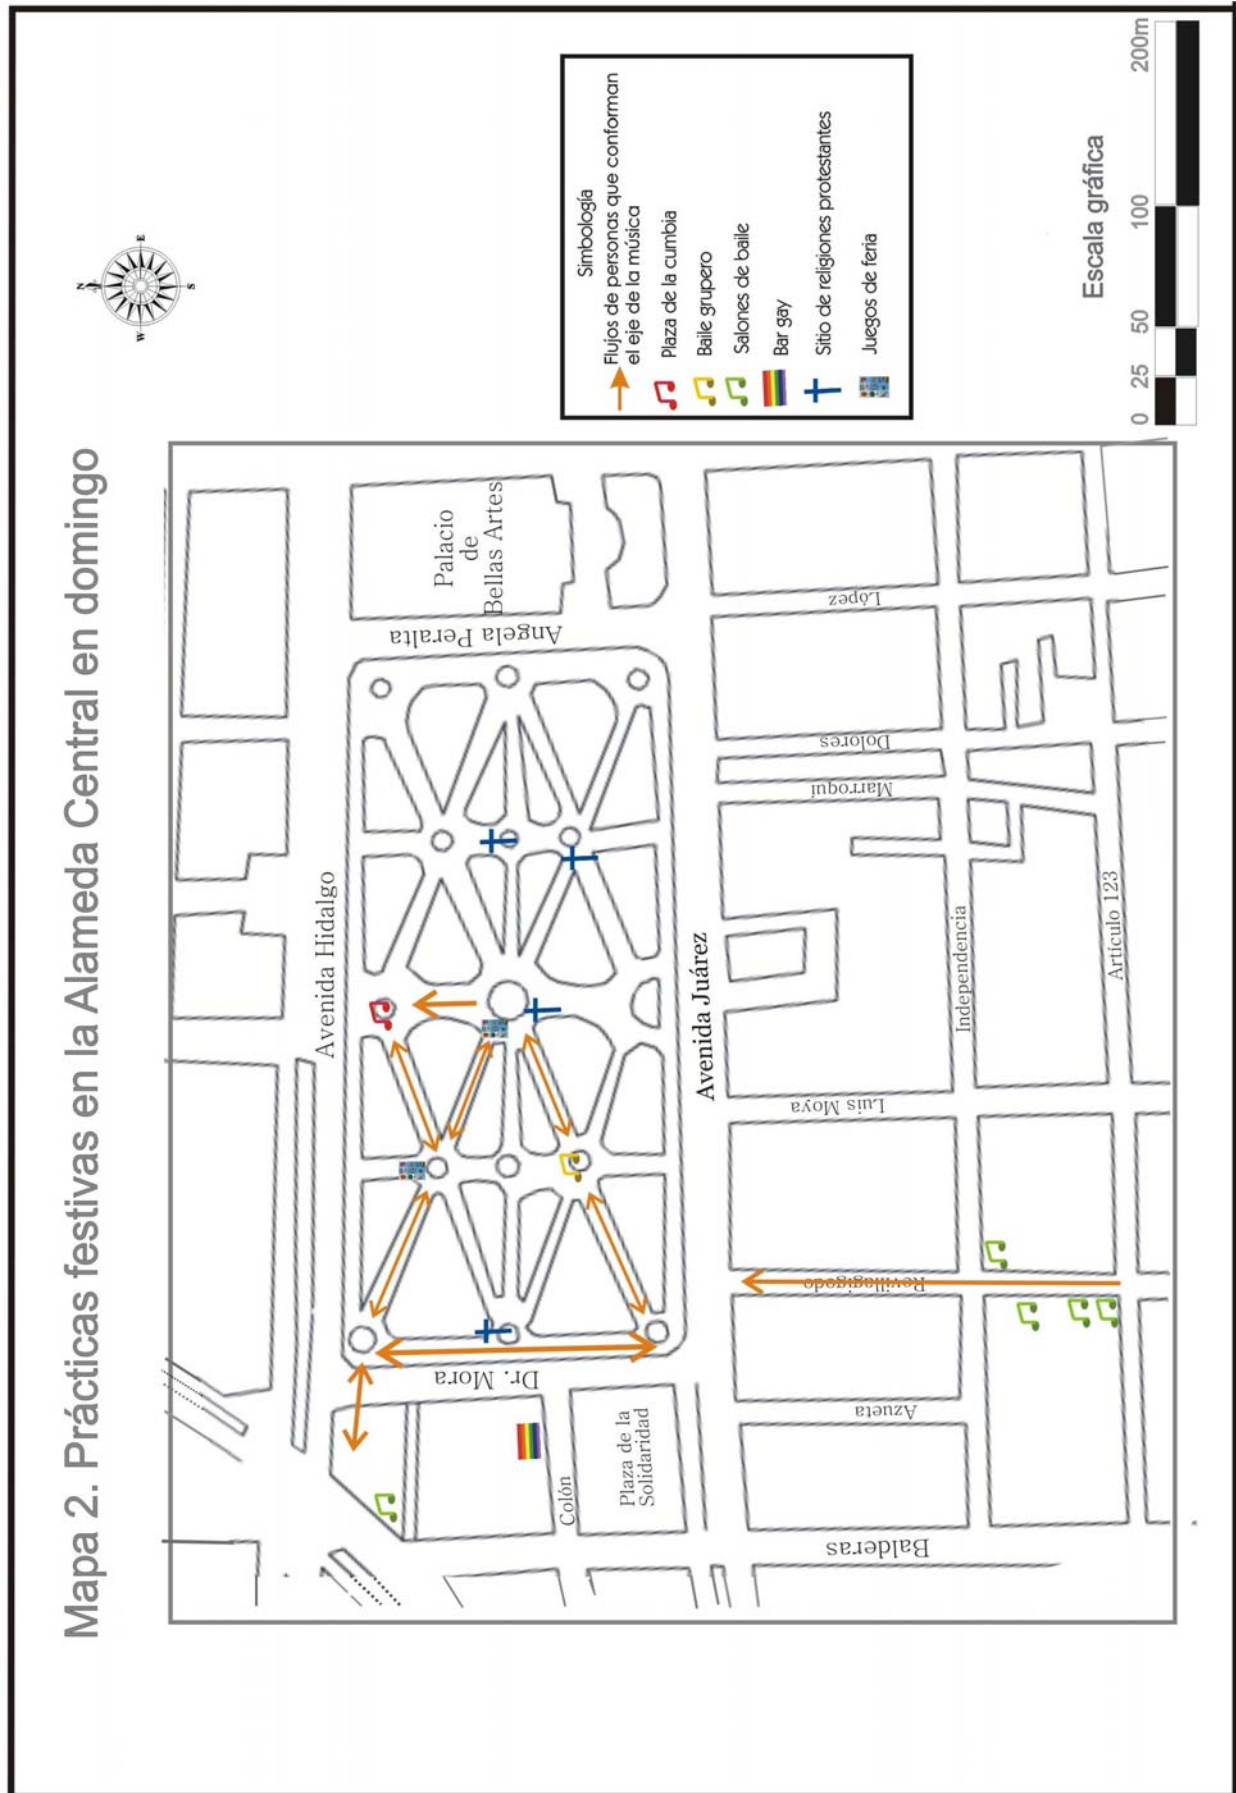 Mapa 2. Prácticas festivas en la Alameda Central en domingo
N
W
E
S
Simbología
Flujos de personas que conforman
el eje de la música
Plaza de la cumbia
Baile grupero
Salones de baile
Bar gay
Sitio de religiones protestantes
Juegos de feria
Escala gráfica
0 25 50 100 200m
Avenida Hidalgo
Palacio
de
Bellas Artes
Angela Peralta
Dr. Mora
Colón
Plaza de la
Solidaridad
Avenida Juárez
Balderas
Azueta
Revillagigedo
Luis Moya
Marroquí
Dolores
López
Independencia
Artículo 123